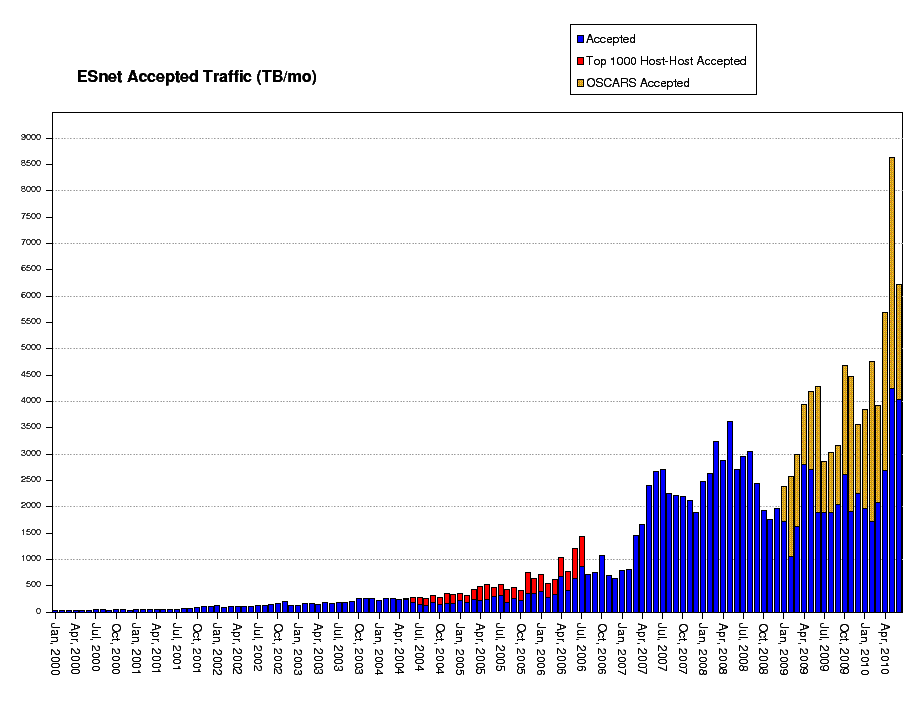 Accepted
Top 1000 Host-Host Accepted
OSCARS Accepted
ESnet Accepted Traffic (TB/mo)
9000
8500
8000
7500
7000
6500
6000
5500
5000
4500
4000
3500
3000
2500
2000
1500
1000
500
0
Jan, 2000
Apr, 2000
Jul, 2000
Oct, 2000
Jan, 2001
Apr, 2001
Jul, 2001
Oct, 2001
Jan, 2002
Apr, 2002
Jul, 2002
Oct, 2002
Jan, 2003
Apr, 2003
Jul, 2003
Oct, 2003
Jan, 2004
Apr, 2004
Jul, 2004
Oct, 2004
Jan, 2005
Apr, 2005
Jul, 2005
Oct, 2005
Jan, 2006
Apr, 2006
Jul, 2006
Oct, 2006
Jan, 2007
Apr, 2007
Jul, 2007
Oct, 2007
Jan, 2008
Apr, 2008
Jul, 2008
Oct, 2008
Jan, 2009
Apr, 2009
Jul, 2009
Oct, 2009
Jan, 2010
Apr, 2010